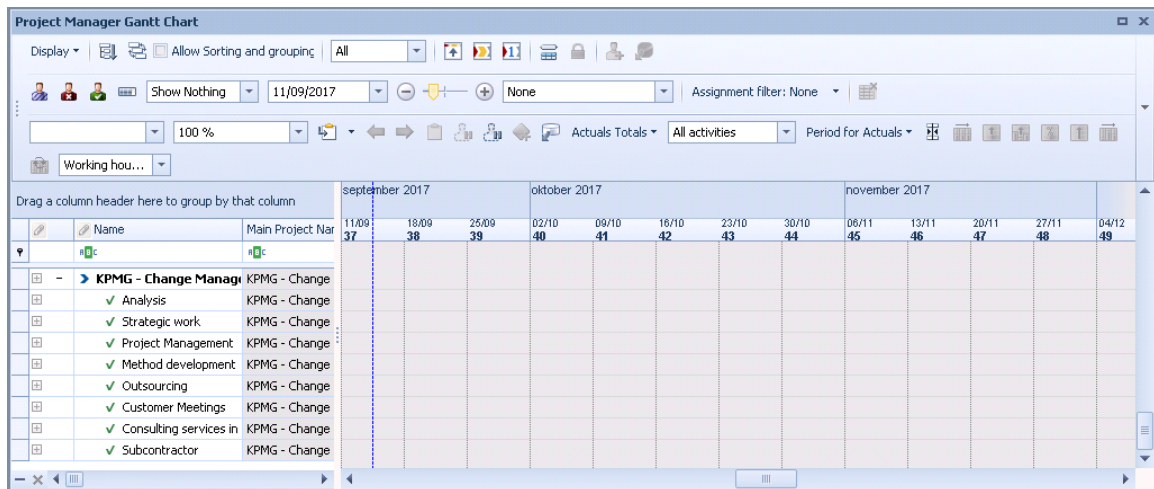 Project Manager Gantt Chart
Display Allow Sorting and grouping All
Show Nothing 11/09/2017 None Assignment filter: None
100 % Actuals Totals All activities Period for Actuals
Working hou...
Drag a column header here to group by that column
september 2017 oktober 2017 november 2017
Name Main Project Nar
11/09 18/09 25/09 02/10 09/10 16/10 23/10 30/10 06/11 13/11 20/11 27/11 04/12
37 38 39 40 41 42 43 44 45 46 47 48 49
KPMG - Change Manage KPMG - Change
Analysis KPMG - Change
Strategic work KPMG - Change
Project Management KPMG - Change
Method development KPMG - Change
Outsourcing KPMG - Change
Customer Meetings KPMG - Change
Consulting services in KPMG - Change
Subcontractor KPMG - Change